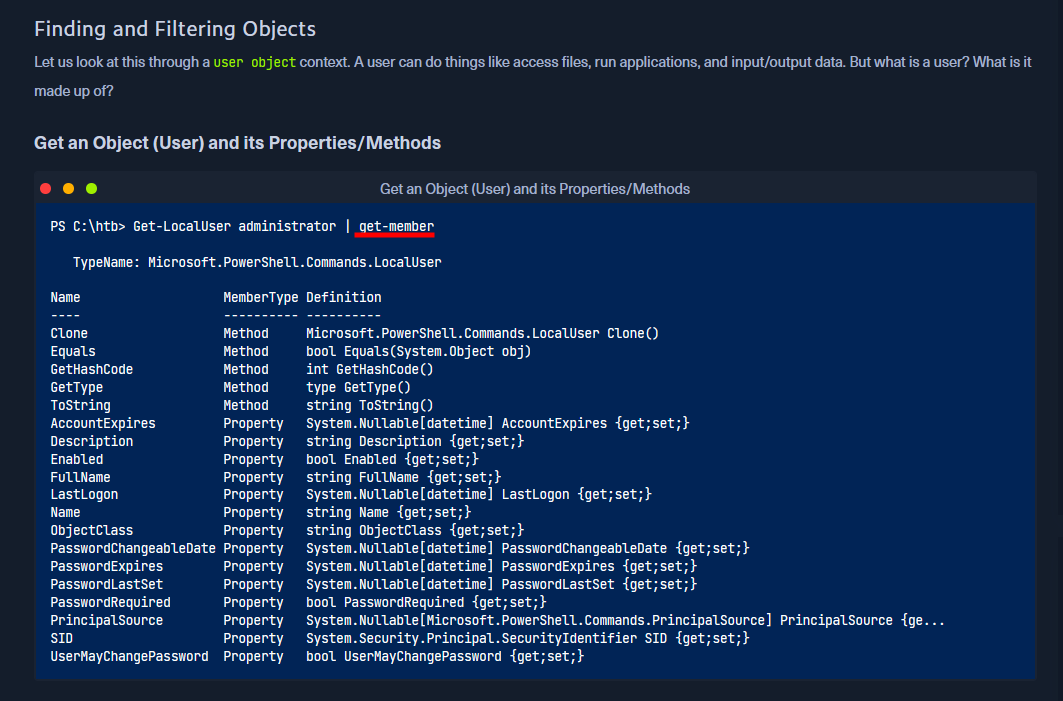 Finding and Filtering Objects
Let us look at this through a user object context. A user can do things like access files, run applications, and input/output data. But what is a user? What is it
made up of?
Get an Object (User) and its Properties/Methods
Get an Object (User) and its Properties/Methods
PS C:\htb> Get-LocalUser administrator | get-member
TypeName: Microsoft.PowerShell.Commands.LocalUser
Name MemberType Definition
---- ---------- ----------
Clone Method Microsoft.PowerShell.Commands.LocalUser Clone()
Equals Method bool Equals(System.Object obj)
GetHashCode Method int GetHashCode()
GetType Method type GetType()
ToString Method string ToString()
AccountExpires Property System.Nullable[datetime] AccountExpires {get;set;}
Description Property string Description {get;set;}
Enabled Property bool Enabled {get;set;}
FullName Property string FullName {get;set;}
LastLogon Property System.Nullable[datetime] LastLogon {get;set;}
Name Property string Name {get;set;}
ObjectClass Property string ObjectClass {get;set;}
PasswordChangeableDate Property System.Nullable[datetime] PasswordChangeableDate {get;set;}
PasswordExpires Property System.Nullable[datetime] PasswordExpires {get;set;}
PasswordLastSet Property System.Nullable[datetime] PasswordLastSet {get;set;}
PasswordRequired Property bool PasswordRequired {get;set;}
PrincipalSource Property System.Nullable[Microsoft.PowerShell.Commands.PrincipalSource] PrincipalSource {ge...
SID Property System.Security.Principal.SecurityIdentifier SID {get;set;}
UserMayChangePassword Property bool UserMayChangePassword {get;set;}